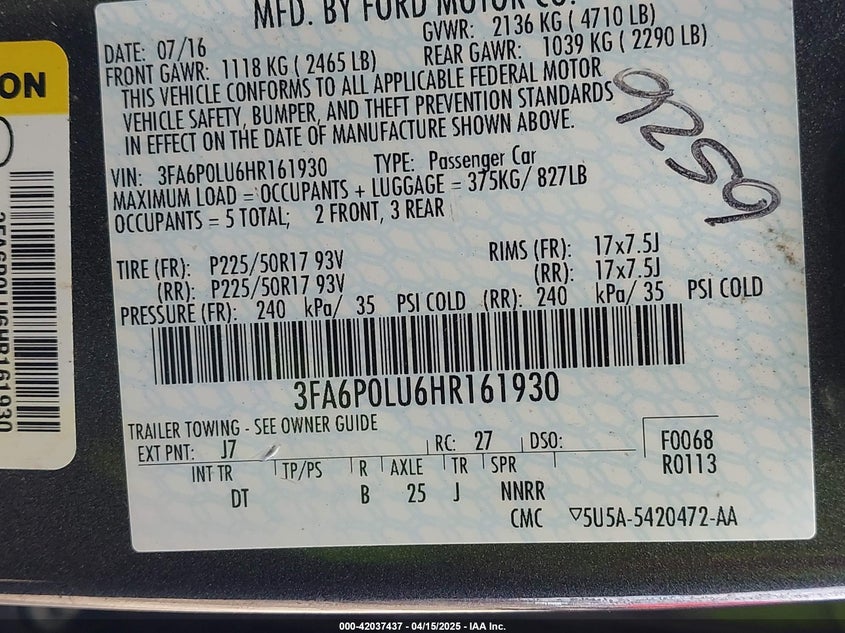 MFD. BY FORD MOTOR CO.
DATE: 07/16 GVWR: 2136 KG ( 4710 LB)
FRONT GAWR: 1118 KG ( 2465 LB) REAR GAWR: 1039 KG ( 2290 LB)
THIS VEHICLE CONFORMS TO ALL APPLICABLE FEDERAL MOTOR
VEHICLE SAFETY, BUMPER, AND THEFT PREVENTION STANDARDS
IN EFFECT ON THE DATE OF MANUFACTURE SHOWN ABOVE.
VIN: 3FA6P0LU6HR161930 TYPE: Passenger Car
MAXIMUM LOAD = OCCUPANTS + LUGGAGE = 375KG/ 827LB
OCCUPANTS = 5 TOTAL; 2 FRONT, 3 REAR
TIRE (FR): P225/50R17 93V RIMS (FR): 17x7.5J
(RR): P225/50R17 93V (RR): 17x7.5J
PRESSURE (FR): 240 kPa/ 35 PSI COLD (RR): 240 kPa/ 35 PSI COLD
3FA6P0LU6HR161930
TRAILER TOWING - SEE OWNER GUIDE
EXT PNT: J7 RC: 27 DSO: F0068
R0113
INT TR TP/PS R AXLE TR SPR
DT B 25 J NNRR
CMC ▽5U5A-5420472-AA
ON
3FA6P0LU6HR161930
000-42037437 - 04/15/2025 - IAA Inc.